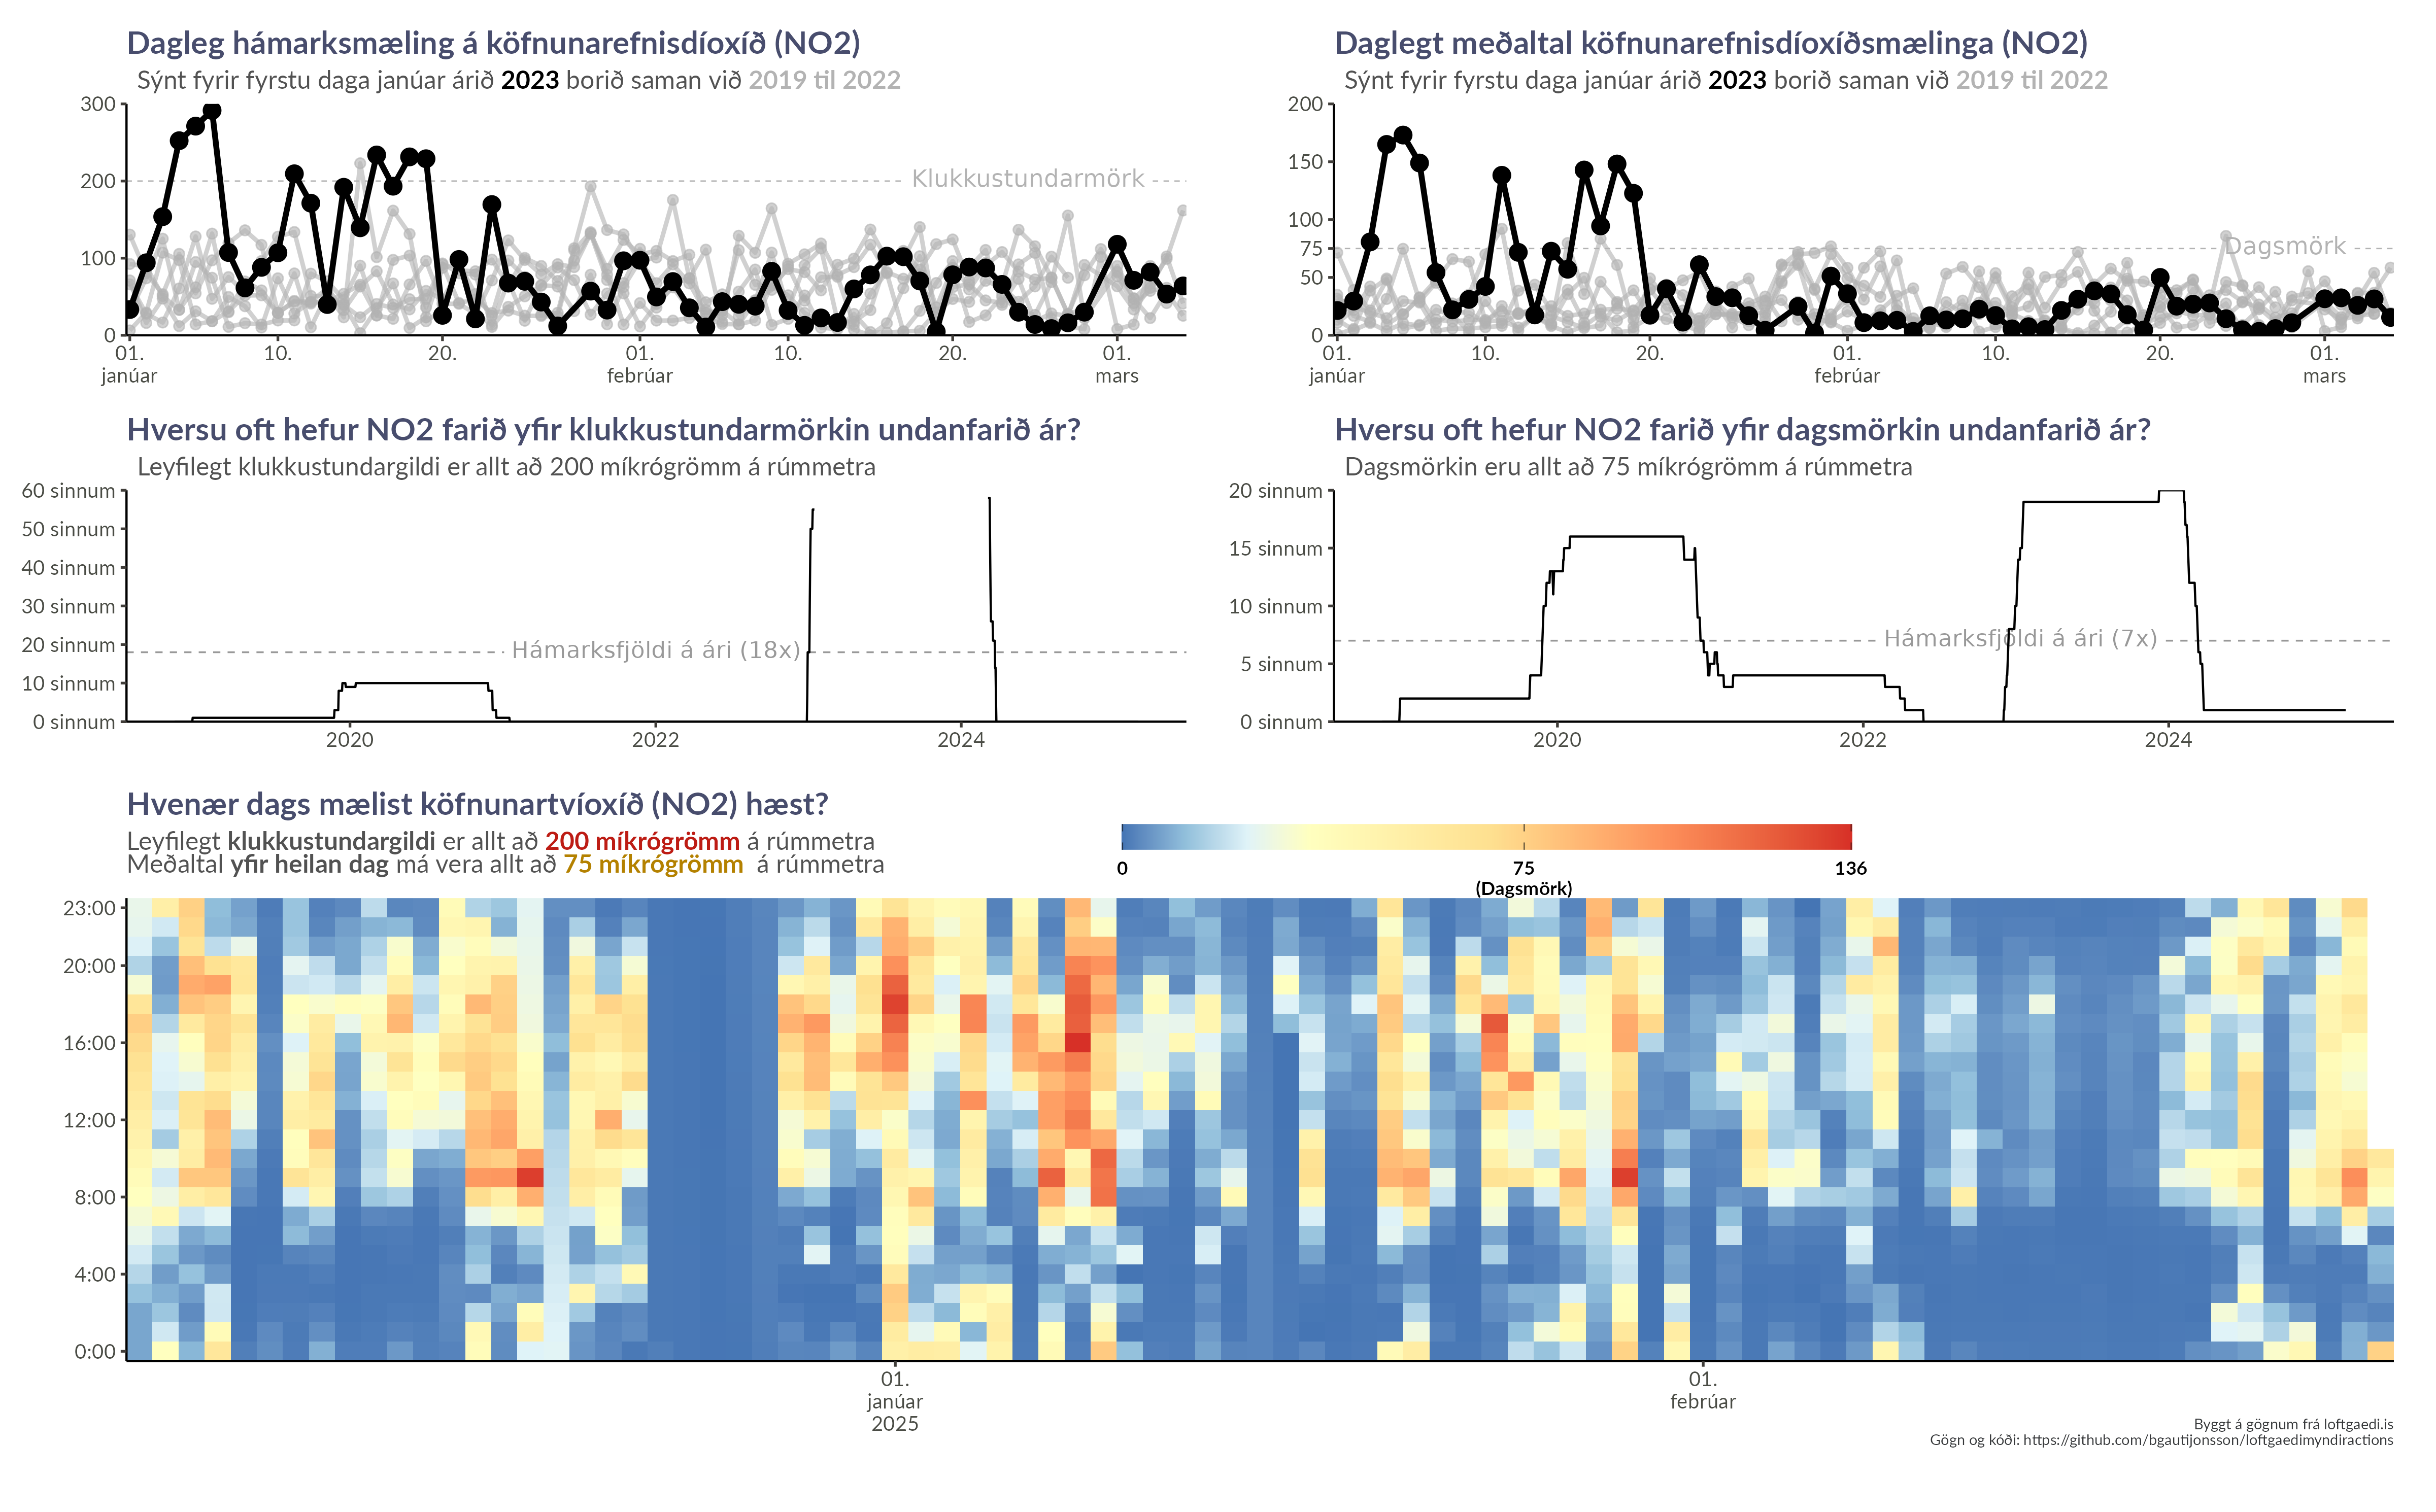 Dagleg hámarksmæling á köfnunarefnisdíoxíð (NO2)
Sýnt fyrir fyrstu daga janúar árið 2023 borið saman við 2019 til 2022
300
200
100
0
Klukkustundarmörk
01.
janúar
10.
20.
01.
febrúar
10.
20.
01.
mars
Daglegt meðaltal köfnunarefnisdíoxíðsmælinga (NO2)
Sýnt fyrir fyrstu daga janúar árið 2023 borið saman við 2019 til 2022
200
150
100
75
50
0
Dagsmörk
01.
janúar
10.
20.
01.
febrúar
10.
20.
01.
mars
Hversu oft hefur NO2 farið yfir klukkustundarmörkin undanfarið ár?
Leyfilegt klukkustundargildi er allt að 200 míkrógrömm á rúmmetra
60 sinnum
50 sinnum
40 sinnum
30 sinnum
20 sinnum
10 sinnum
0 sinnum
Hámarksfjöldi á ári (18x)
2020
2022
2024
Hversu oft hefur NO2 farið yfir dagsmörkin undanfarið ár?
Dagsmörkin eru allt að 75 míkrógrömm á rúmmetra
20 sinnum
15 sinnum
10 sinnum
5 sinnum
0 sinnum
Hámarksfjöldi á ári (7x)
2020
2022
2024
Hvenær dags mælist köfnunartvíoxíð (NO2) hæst?
Leyfilegt klukkustundargildi er allt að 200 míkrógrömm á rúmmetra
Meðaltal yfir heilan dag má vera allt að 75 míkrógrömm á rúmmetra
0
75
(Dagsmörk)
136
23:00
20:00
16:00
12:00
8:00
4:00
0:00
01.
janúar
2025
01.
febrúar
Byggt á gögnum frá loftgaedi.is
Gögn og kóði: https://github.com/bgautijonsson/loftgaedimyndiractions